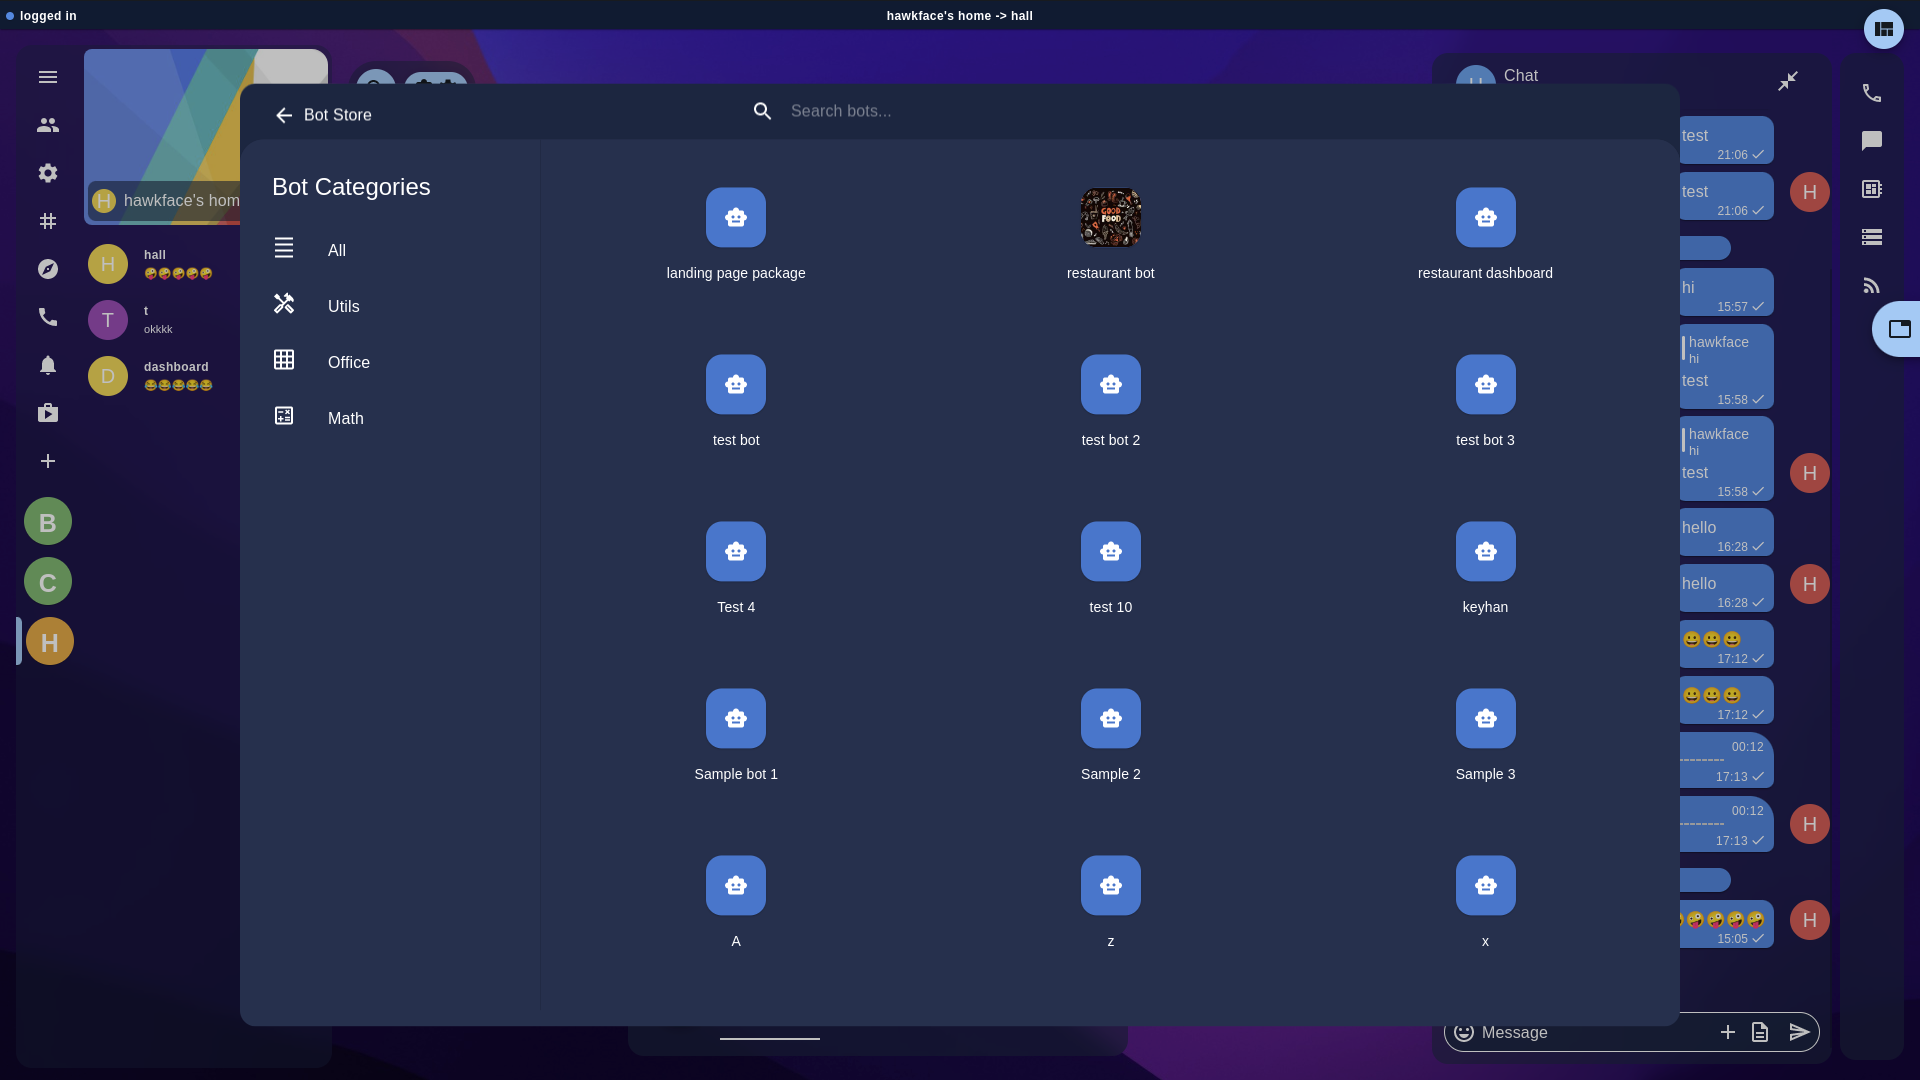 logged in
hawkface's home -> hall
Chat
H
Bot Store
Search bots...
H
hawkface's hom
H
hall
🤪🤪🤪🤪🤪
T
t
okkkk
D
dashboard
😂😂😂😂😂
B
C
H
Bot Categories
All
Utils
Office
Math
landing page package
restaurant bot
GOOD
FOOD
restaurant dashboard
test bot
test bot 2
test bot 3
Test 4
test 10
keyhan
Sample bot 1
Sample 2
Sample 3
A
z
x
test
21:06
test
21:06
H
hi
15:57
hawkface
hi
test
15:58
hawkface
hi
test
15:58
H
hello
16:28
hello
16:28
H
😀😀😀
17:12
😀😀😀
17:12
00:12
17:13
00:12
17:13
H
🤪🤪🤪🤪
15:05
H
Message